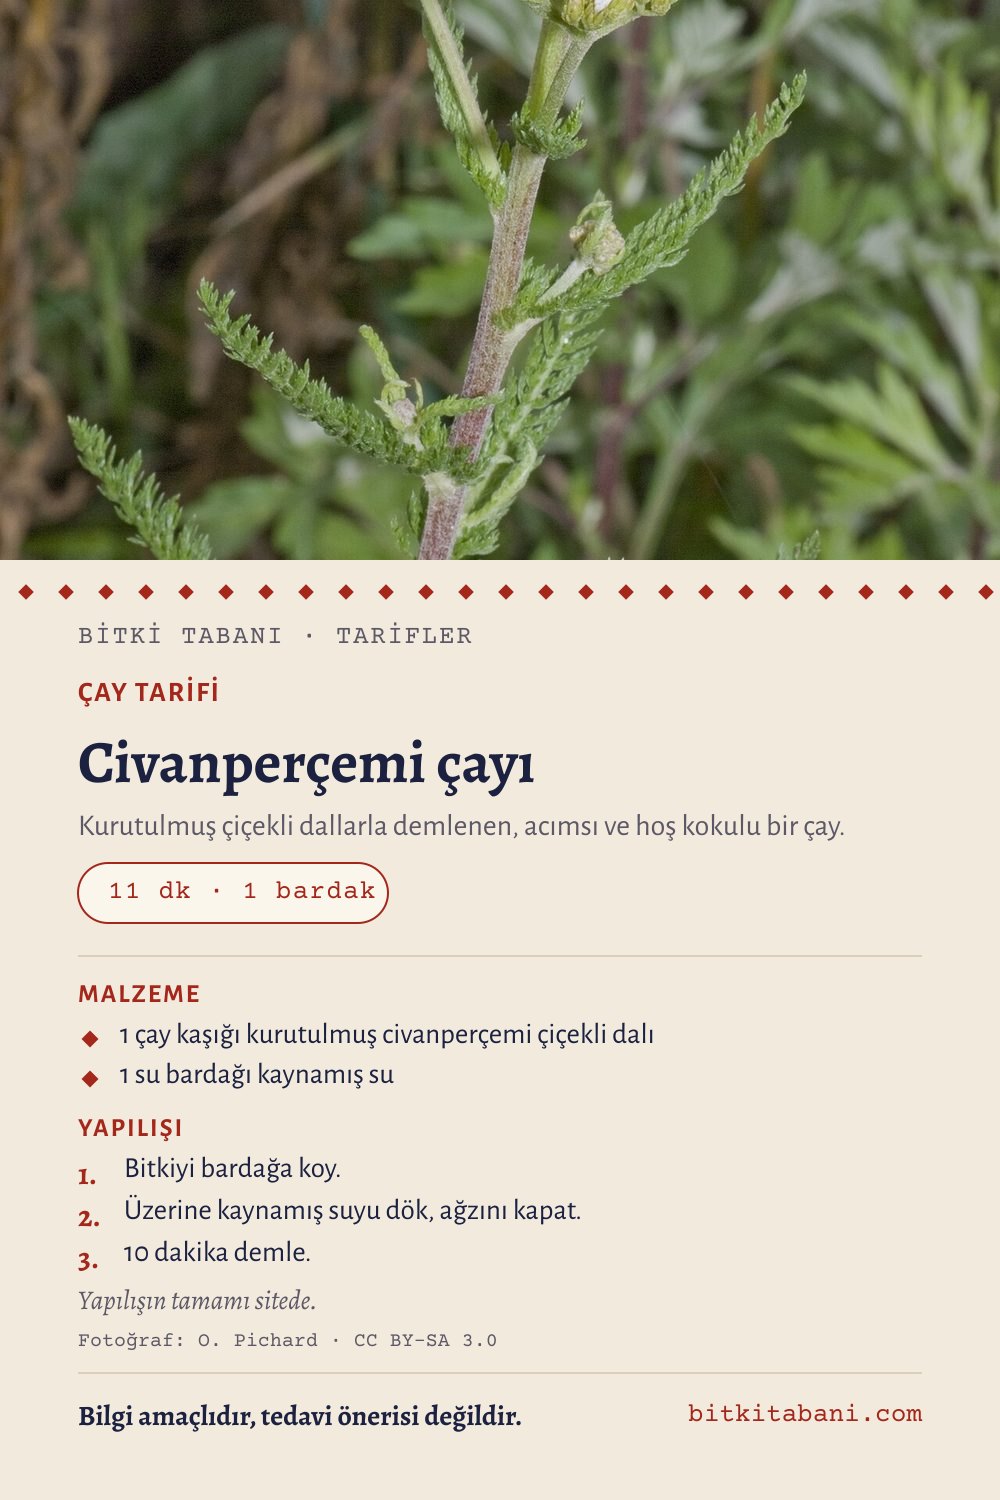 BİTKİ TABANI · TARİFLER
ÇAY TARİFİ
Civanperçemi çayı
Kurutulmuş çiçekli dallarla demlenen, acımsı ve hoş kokulu bir çay.
11 dk · 1 bardak
MALZEME
1 çay kaşığı kurutulmuş civanperçemi çiçekli dalı
1 su bardağı kaynamış su
YAPILIŞI
1. Bitkiyi bardağa koy.
2. Üzerine kaynamış suyu dök, ağzını kapat.
3. 10 dakika demle.
Yapılışın tamamı sitede.
Fotoğraf: O. Pichard · CC BY-SA 3.0
Bilgi amaçlıdır, tedavi önerisi değildir.
bitkitabani.com